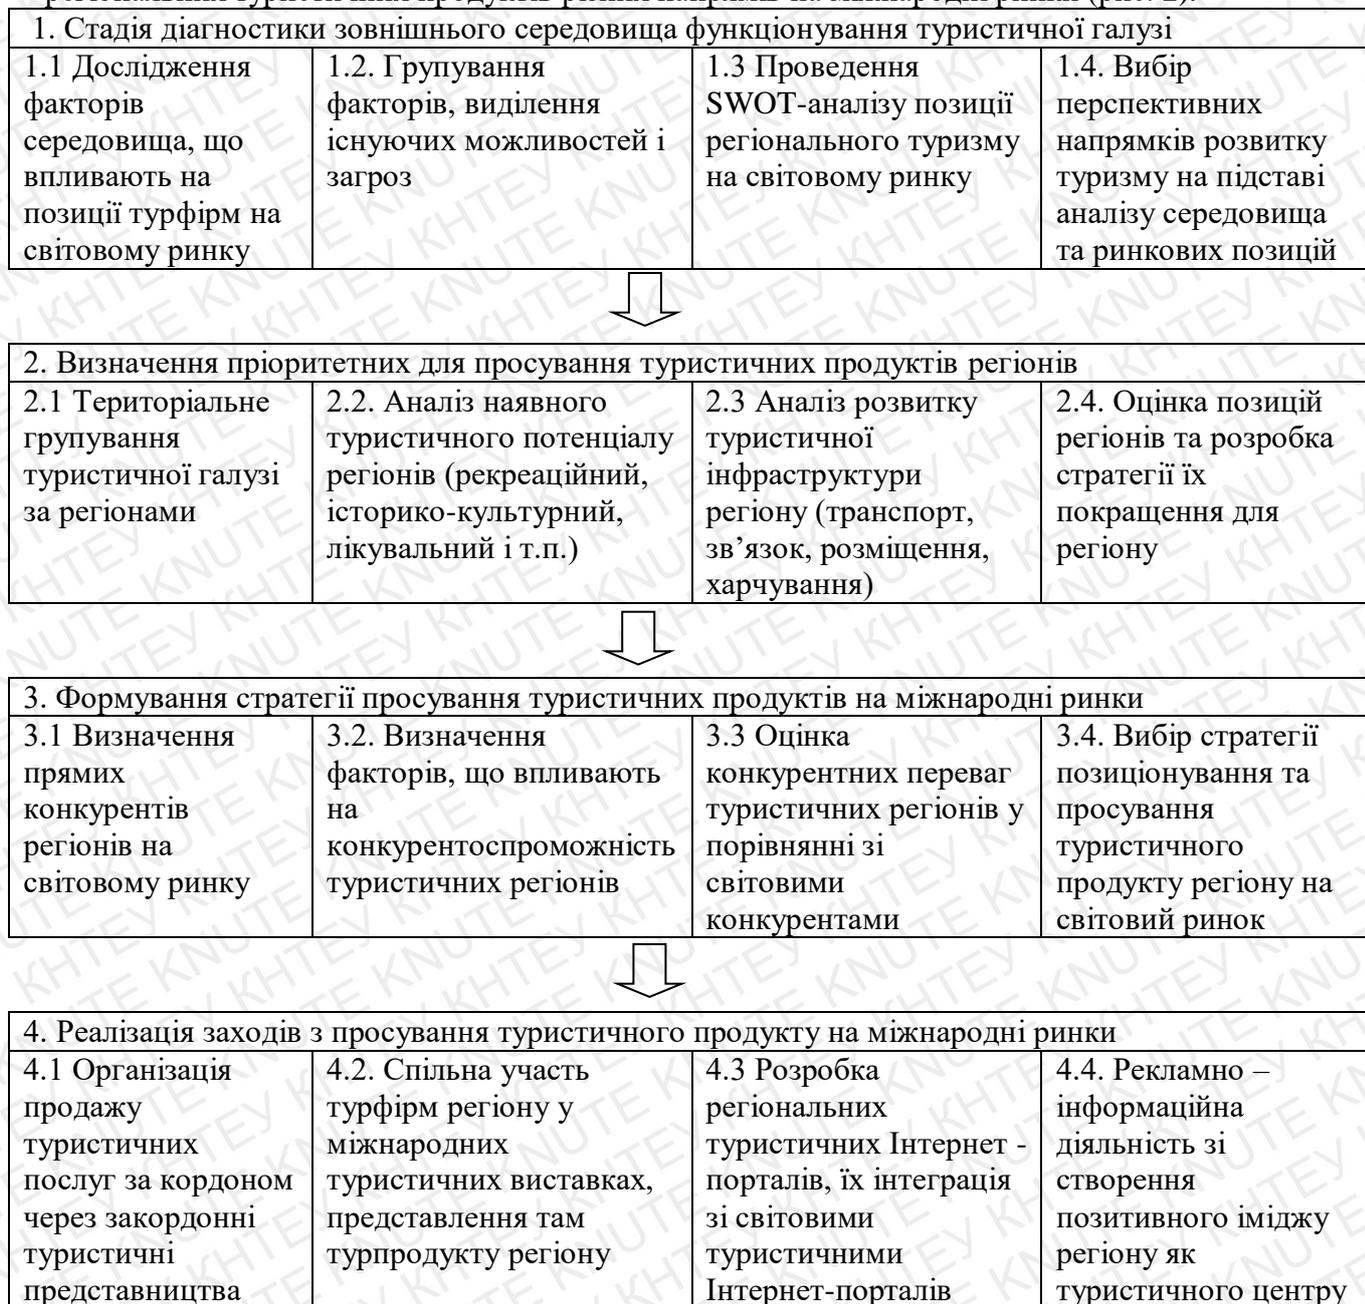 1. Стадія діагностики зовнішнього середовища функціонування туристичної галузі
1.1 Дослідження
факторів
середовища, що
впливають на
позиції турфірм на
світовому ринку
1.2. Групування
факторів, виділення
існуючих можливостей і
загроз
1.3 Проведення
SWOT-аналізу позиції
регіонального туризму
на світовому ринку
1.4. Вибір
перспективних
напрямків розвитку
туризму на підставі
аналізу середовища
та ринкових позицій
2. Визначення пріоритетних для просування туристичних продуктів регіонів
2.1 Територіальне
групування
туристичної галузі
за регіонами
2.2. Аналіз наявного
туристичного потенціалу
регіонів (рекреаційний,
історико-культурний,
лікувальний і т.п.)
2.3 Аналіз розвитку
туристичної
інфраструктури
регіону (транспорт,
зв’язок, розміщення,
харчування)
2.4. Оцінка позицій
регіонів та розробка
стратегії їх
покращення для
регіону
3. Формування стратегії просування туристичних продуктів на міжнародні ринки
3.1 Визначення
прямих
конкурентів
регіонів на
світовому ринку
3.2. Визначення
факторів, що впливають
на
конкурентоспроможність
туристичних регіонів
3.3 Оцінка
конкурентних переваг
туристичних регіонів у
порівнянні зі
світовими
конкурентами
3.4. Вибір стратегії
позиціонування та
просування
туристичного
продукту регіону на
світовий ринок
4. Реалізація заходів з просування туристичного продукту на міжнародні ринки
4.1 Організація
продажу
туристичних
послуг за кордоном
через закордонні
туристичні
представництва
4.2. Спільна участь
турфірм регіону у
міжнародних
туристичних виставках,
представлення там
турпродукту регіону
4.3 Розробка
регіональних
туристичних Інтернет -
порталів, їх інтеграція
зі світовими
туристичними
Інтернет-порталів
4.4. Рекламно –
інформаційна
діяльність зі
створення
позитивного іміджу
регіону як
туристичного центру